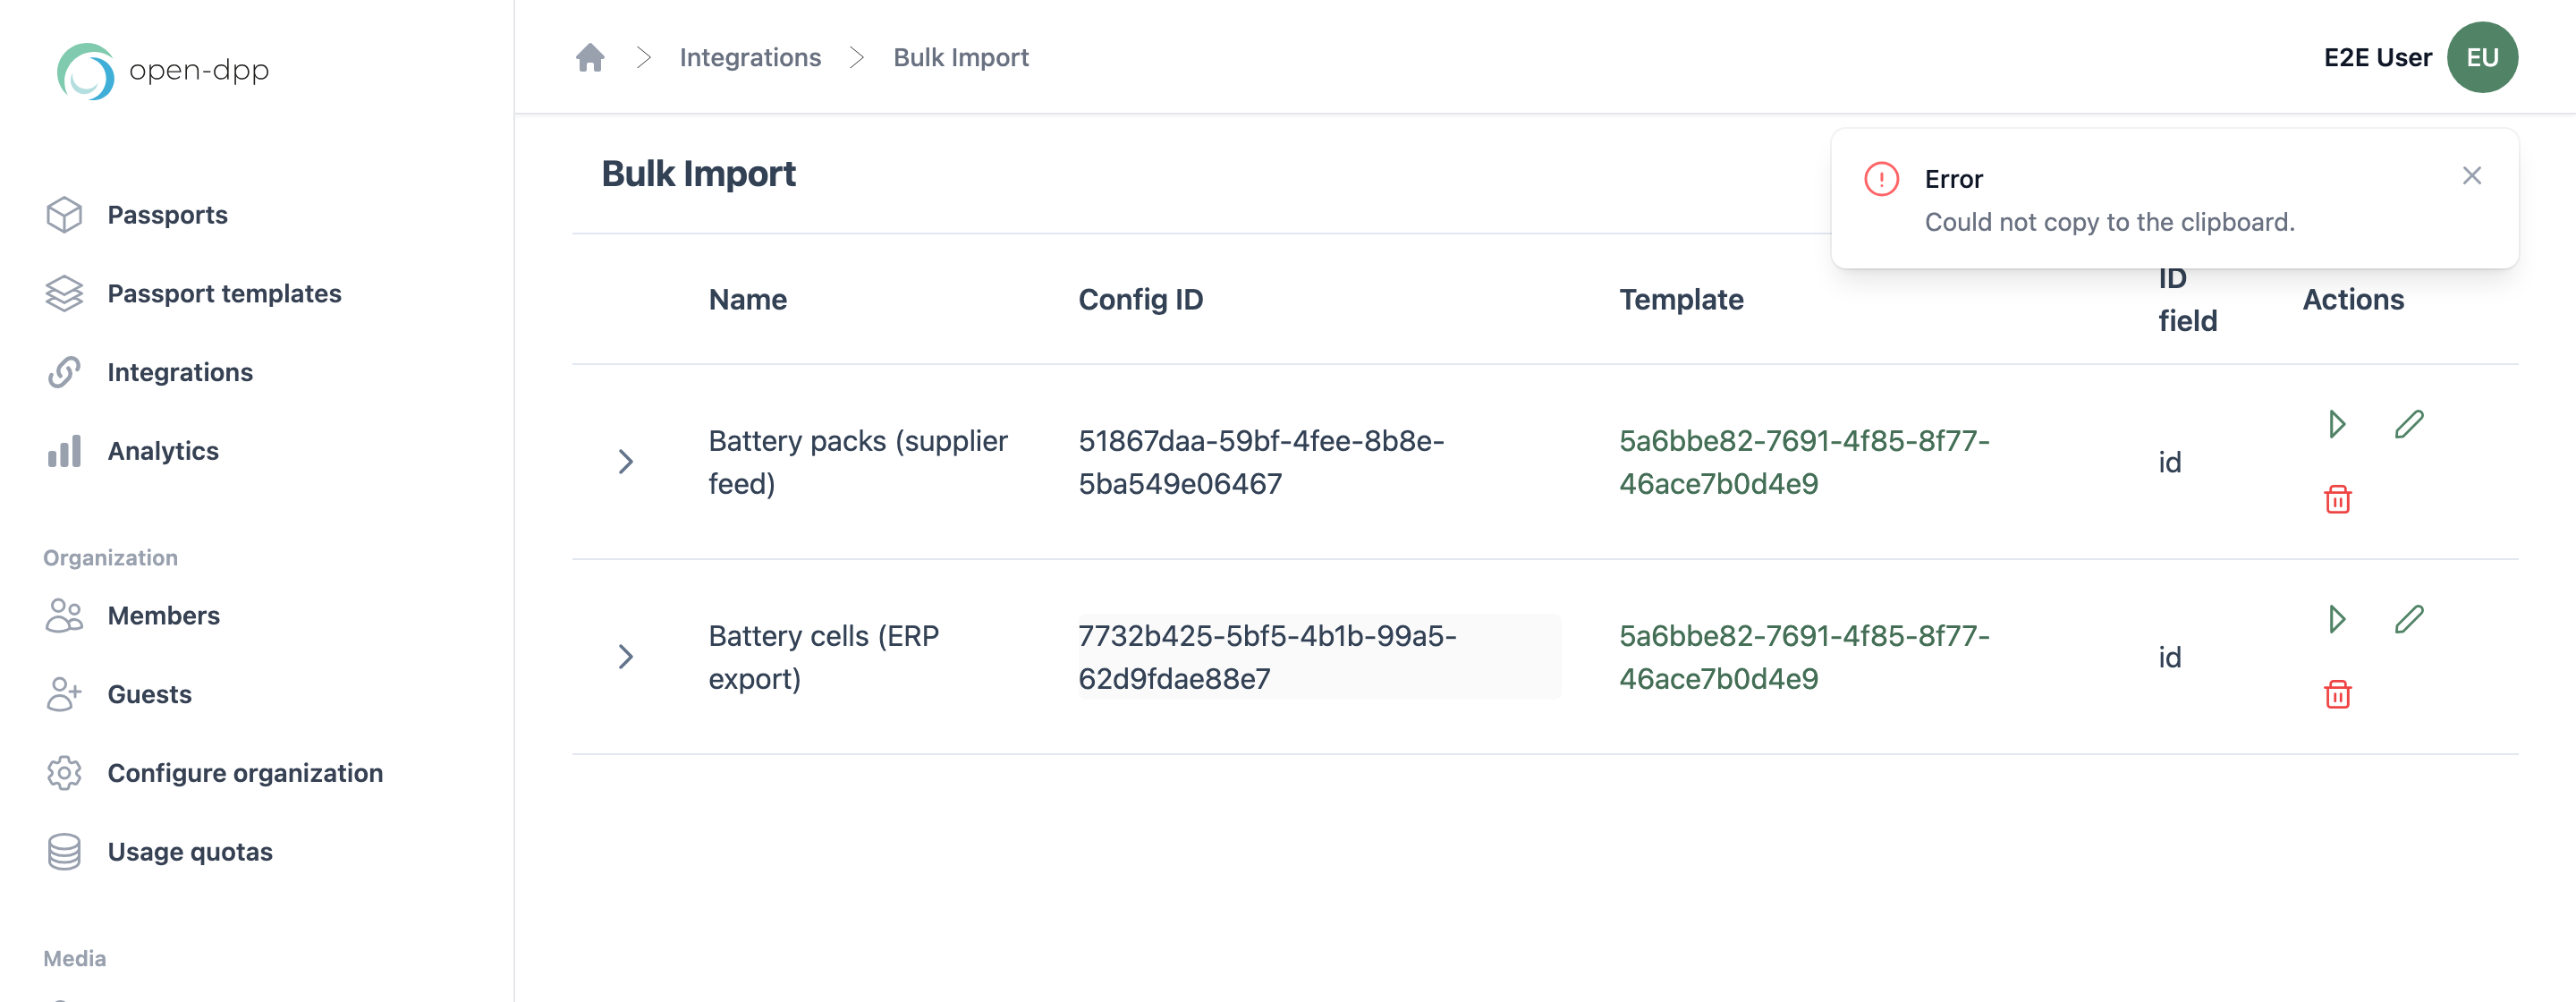 open-dpp
Passports
Passport templates
Integrations
Analytics
Organization
Members
Guests
Configure organization
Usage quotas
Media
Integrations
Bulk Import
E2E User
EU
Bulk Import
Error
Could not copy to the clipboard.
Name
Config ID
Template
ID
field
Actions
Battery packs (supplier
feed)
51867daa-59bf-4fee-8b8e-
5ba549e06467
5a6bbe82-7691-4f85-8f77-
46ace7b0d4e9
id
Battery cells (ERP
export)
7732b425-5bf5-4b1b-99a5-
62d9fdae88e7
5a6bbe82-7691-4f85-8f77-
46ace7b0d4e9
id